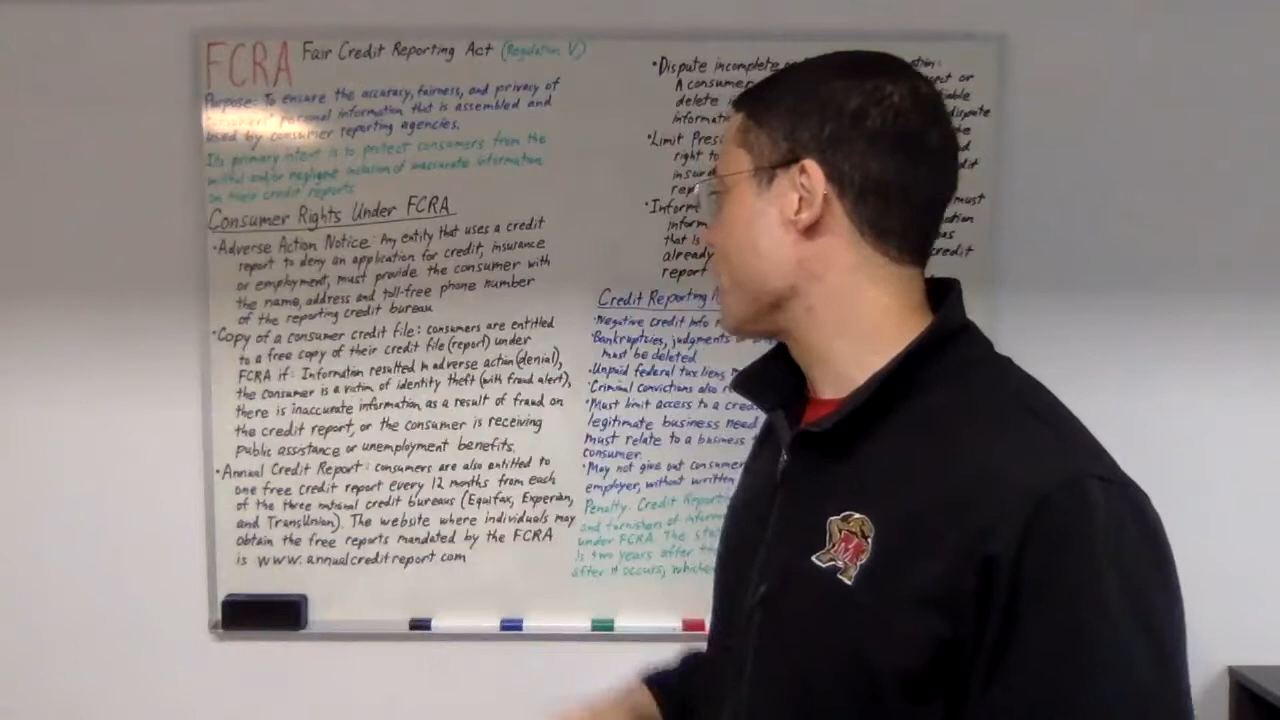 FCRA Fair Credit Reporting Act (Regulation V)
Purpose: To ensure the accuracy, fairness, and privacy of
consumers' personal information that is assembled and
used by consumer reporting agencies.
Its primary intent is to protect consumers from the
willful and/or negligent inclusion of inaccurate information
on their credit reports
Consumer Rights Under FCRA
•Adverse Action Notice: Any entity that uses a credit
report to deny an application for credit, insurance
or employment, must provide the consumer with
the name, address and toll-free phone number
of the reporting credit bureau
•Copy of a consumer credit file: consumers are entitled
to a free copy of their credit file (report) under
FCRA if: Information resulted in adverse action (denial),
the consumer is a victim of identity theft (with fraud alert),
there is inaccurate information as a result of fraud on
the credit report, or the consumer is receiving
public assistance or unemployment benefits.
•Annual Credit Report: consumers are also entitled to
one free credit report every 12 months from each
of the three national credit bureaus (Equifax, Experian,
and TransUnion). The website where individuals may
obtain the free reports mandated by the FCRA
is www.annualcreditreport.com
•Dispute incomplete
A consumer or
delete
dispute
•Limit
right to
must
that is
already credit
report
Credit Reporting
•Negative credit info
•Bankruptcies, judgments
must be deleted
•Unpaid federal tax liens
•Criminal convictions also
•Must limit access to a
legitimate business need
must relate to a business
consumer.
•May not give out consumer
employer, without written
Penalty: Credit
and furnishers of
under FCRA. The
is two years after
after it occurs,
M